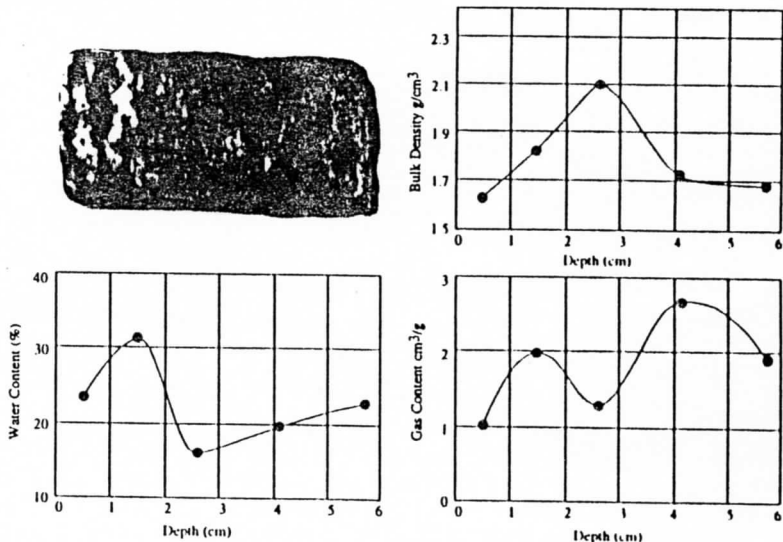 2.3
2.1
1.9
1.7
1 5
Bulk Density g/cm³
0 1 2 3 4 5 6
Depth (cm)
40
30
20
10
Water Content (%)
0 1 2 3 4 5 6
Depth (cm)
3
2
1
0
Gas Content cm³/g
0 1 2 3 4 5 6
Depth (cm)